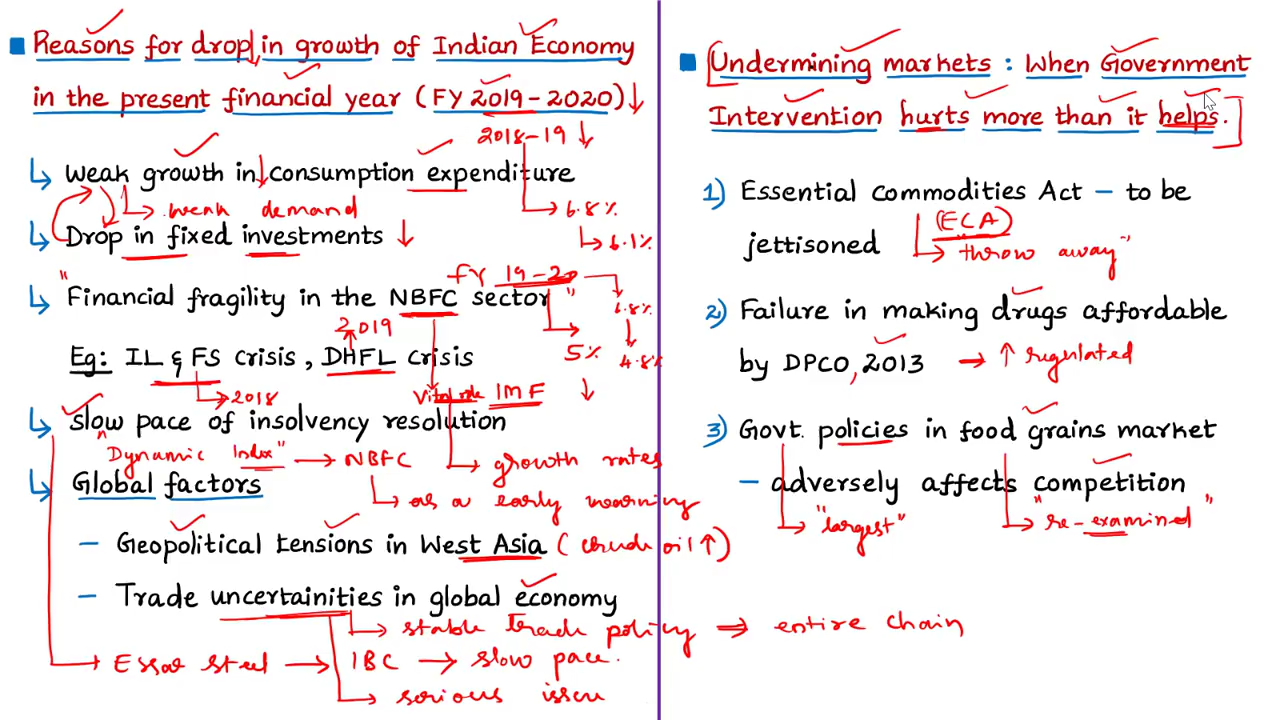 Reasons for drop in growth of Indian Economy
in the present financial year (FY 2019-2020)
2018-19
Weak growth in consumption expenditure
weak demand
6.8%
Drop in fixed investments
6.1%
FY 19-20
"Financial fragility in the NBFC sector"
6.8%
2019
5%
4.8%
Eg: IL & FS crisis, DHFL crisis
2018
Vital role IMF
slow pace of insolvency resolution
"Dynamic Index" → NBFC
growth rates
Global factors
as a early warning
Geopolitical tensions in West Asia (crude oil ↑)
- Trade uncertainities in global economy
stable trade policy ⇒ entire chain
Essar steel → IBC → slow pace.
serious issue
Undermining markets : When Government
Intervention hurts more than it helps.
1) Essential commodities Act - to be
(ECA)
jettisoned
"throw away"
2) Failure in making drugs affordable
by DPCO, 2013 → ↑ regulated
3) Govt. policies in food grains market
- adversely affects competition
"largest"
"re-examined"